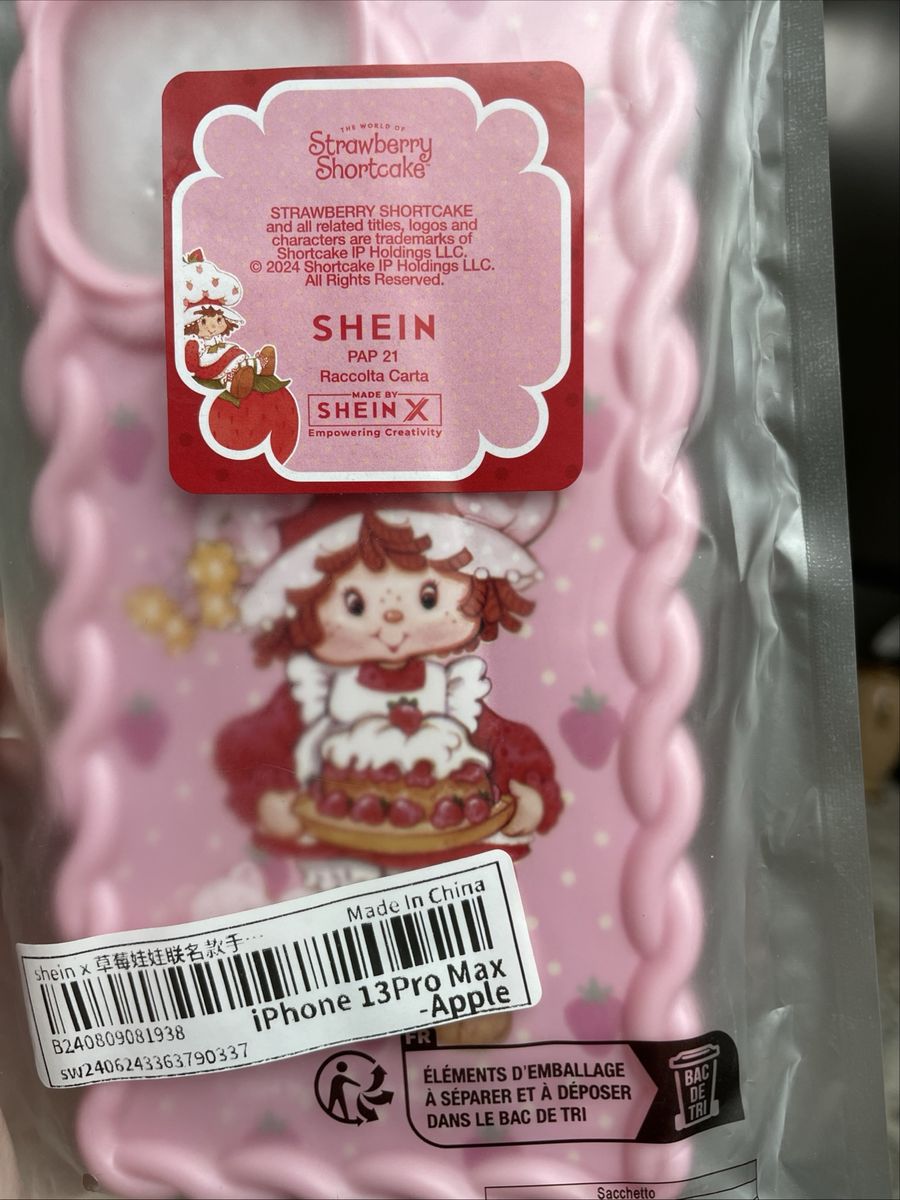 THE WORLD OF
Strawberry
Shortcake™
STRAWBERRY SHORTCAKE
and all related titles, logos and
characters are trademarks of
Shortcake IP Holdings LLC.
© 2024 Shortcake IP Holdings LLC.
All Rights Reserved.
SHEIN
PAP 21
Raccolta Carta
MADE BY
SHEIN X
Empowering Creativity
Made In China
shein x 草莓娃娃联名款手…
iPhone 13Pro Max
-Apple
B240809081938
sw2406243363790337
FR
ÉLÉMENTS D'EMBALLAGE
À SÉPARER ET À DÉPOSER
DANS LE BAC DE TRI
BAC
DE
TRI
Sacchetto